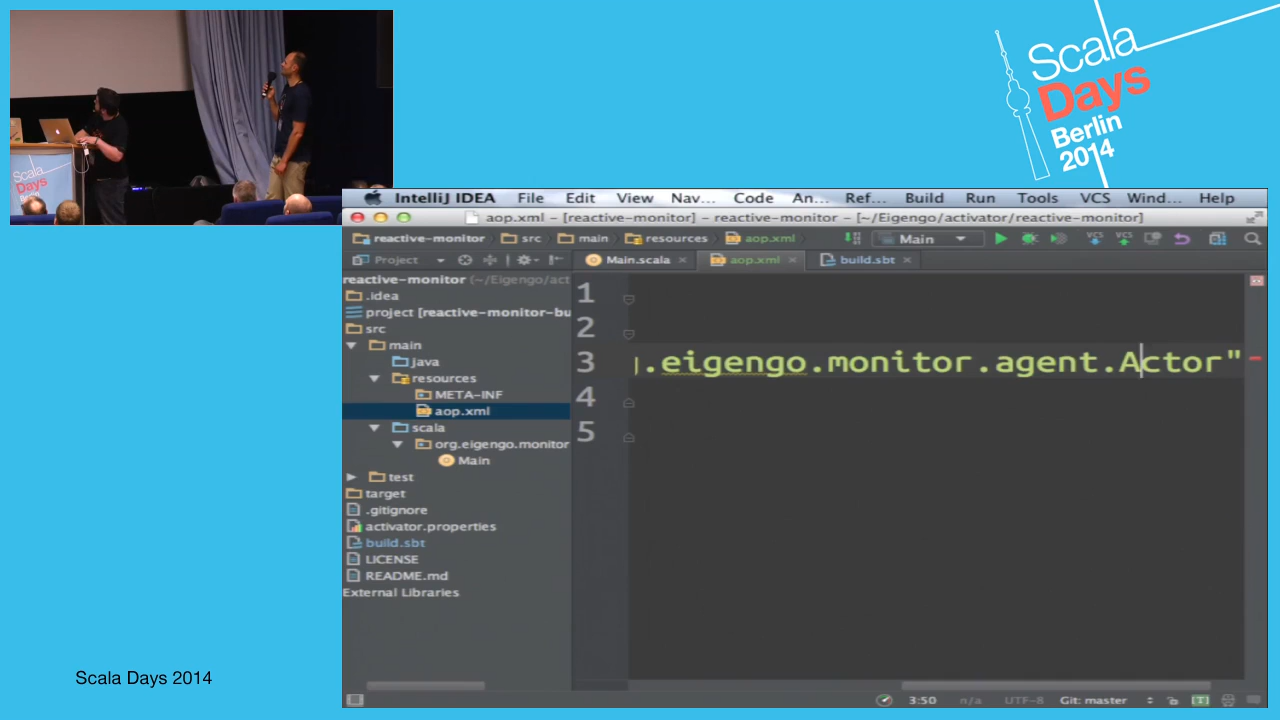 Scala
Days
Berlin
2014
Scala
Days
Berlin
IntelliJ IDEA File Edit View Nav... Code An... Ref... Build Run Tools VCS Wind... Help
aop.xml – [reactive-monitor] – reactive-monitor – [~/Eigengo/activator/reactive-monitor]
reactive-monitor src main resources aop.xml Main VCS VCS
Project Main.scala × aop.xml × build.sbt ×
reactive-monitor (~/Eigengo/act
.idea
project [reactive-monitor-bu
src
main
java
resources
META-INF
aop.xml
scala
org.eigengo.monitor
Main
test
target
.gitignore
activator.properties
build.sbt
LICENSE
README.md
External Libraries
1
2
3 .eigengo.monitor.agent.Actor"
4
5
3:50 n/a UTF-8 Git: master [T]
Scala Days 2014